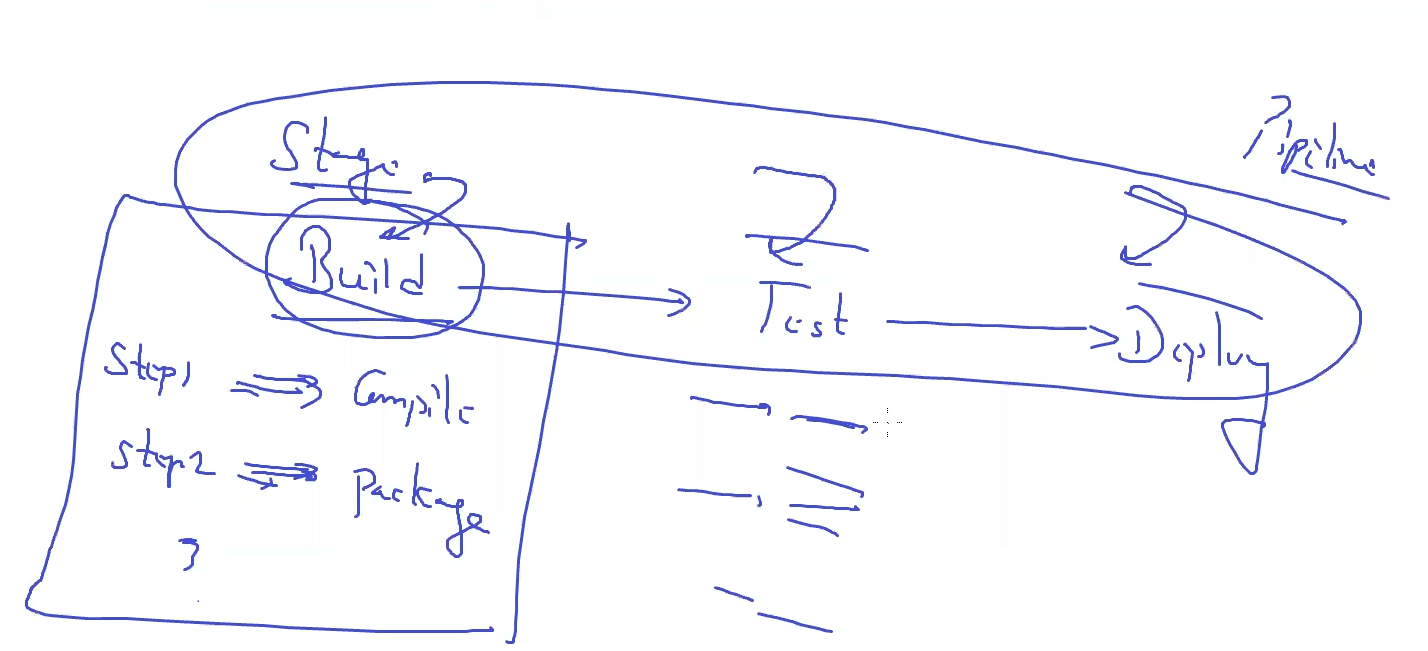 Pipeline
Stage
Build
Test
Deploy
Step1
Compile
Step2
Package
3